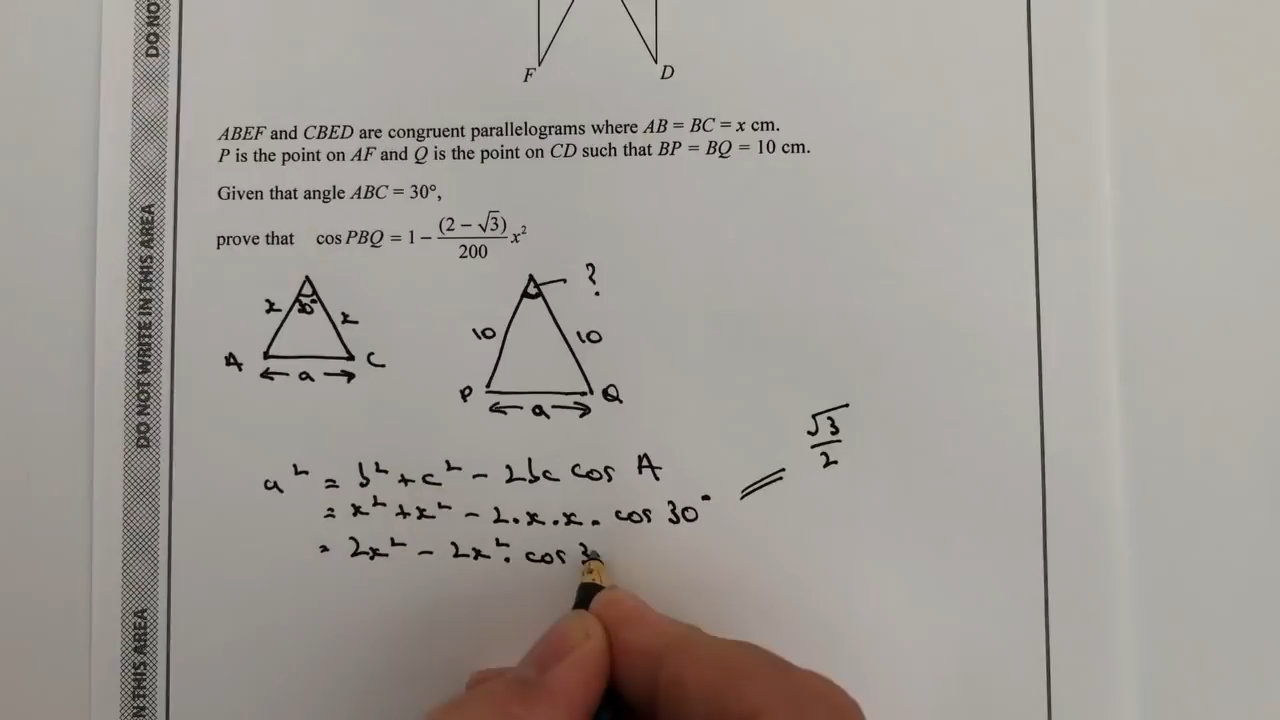 DO NO
F
D
ABEF and CBED are congruent parallelograms where AB = BC = x cm.
P is the point on AF and Q is the point on CD such that BP = BQ = 10 cm.
Given that angle ABC = 30°,
prove that cos PBQ = 1 − (2 − √3)/200 x²
DO NOT WRITE IN THIS AREA
x 30° x
A C
← a →
?
10 10
P Q
← a →
√3/2
a² = b² + c² − 2bc cos A
= x² + x² − 2.x.x. cos 30°
= 2x² − 2x². cos 3
N THIS AREA